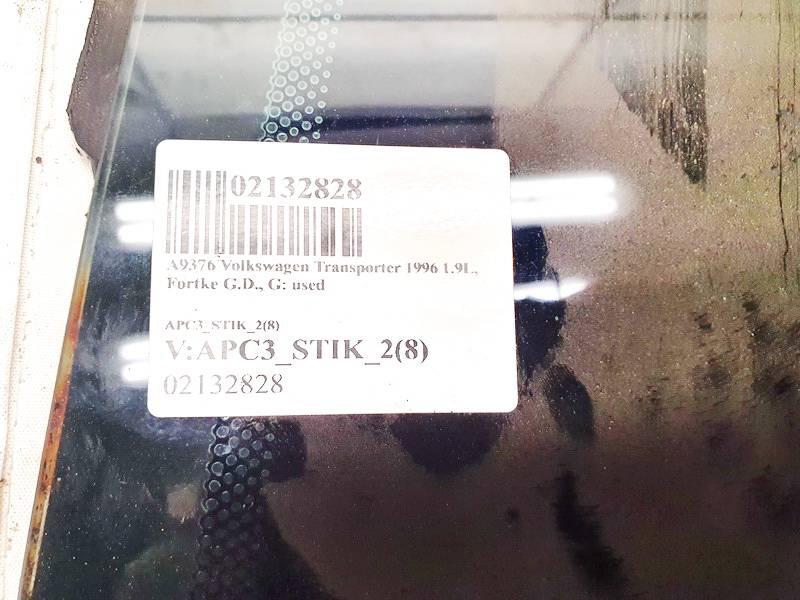 02132828
A9376 Volkswagen Transporter 1996 1.9L,
Fortke G.D., G: used
APC3_STIK_2(8)
V:APC3_STIK_2(8)
02132828